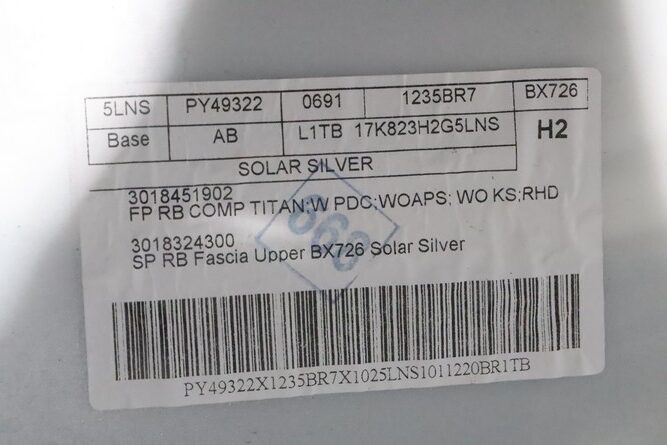 5LNS PY49322 0691 1235BR7 BX726
Base AB L1TB 17K823H2G5LNS H2
SOLAR SILVER
3018451902
FP RB COMP TITAN;W PDC;WOAPS; WO KS;RHD
660
3018324300
SP RB Fascia Upper BX726 Solar Silver
PY49322X1235BR7X1025LNS1011220BR1TB